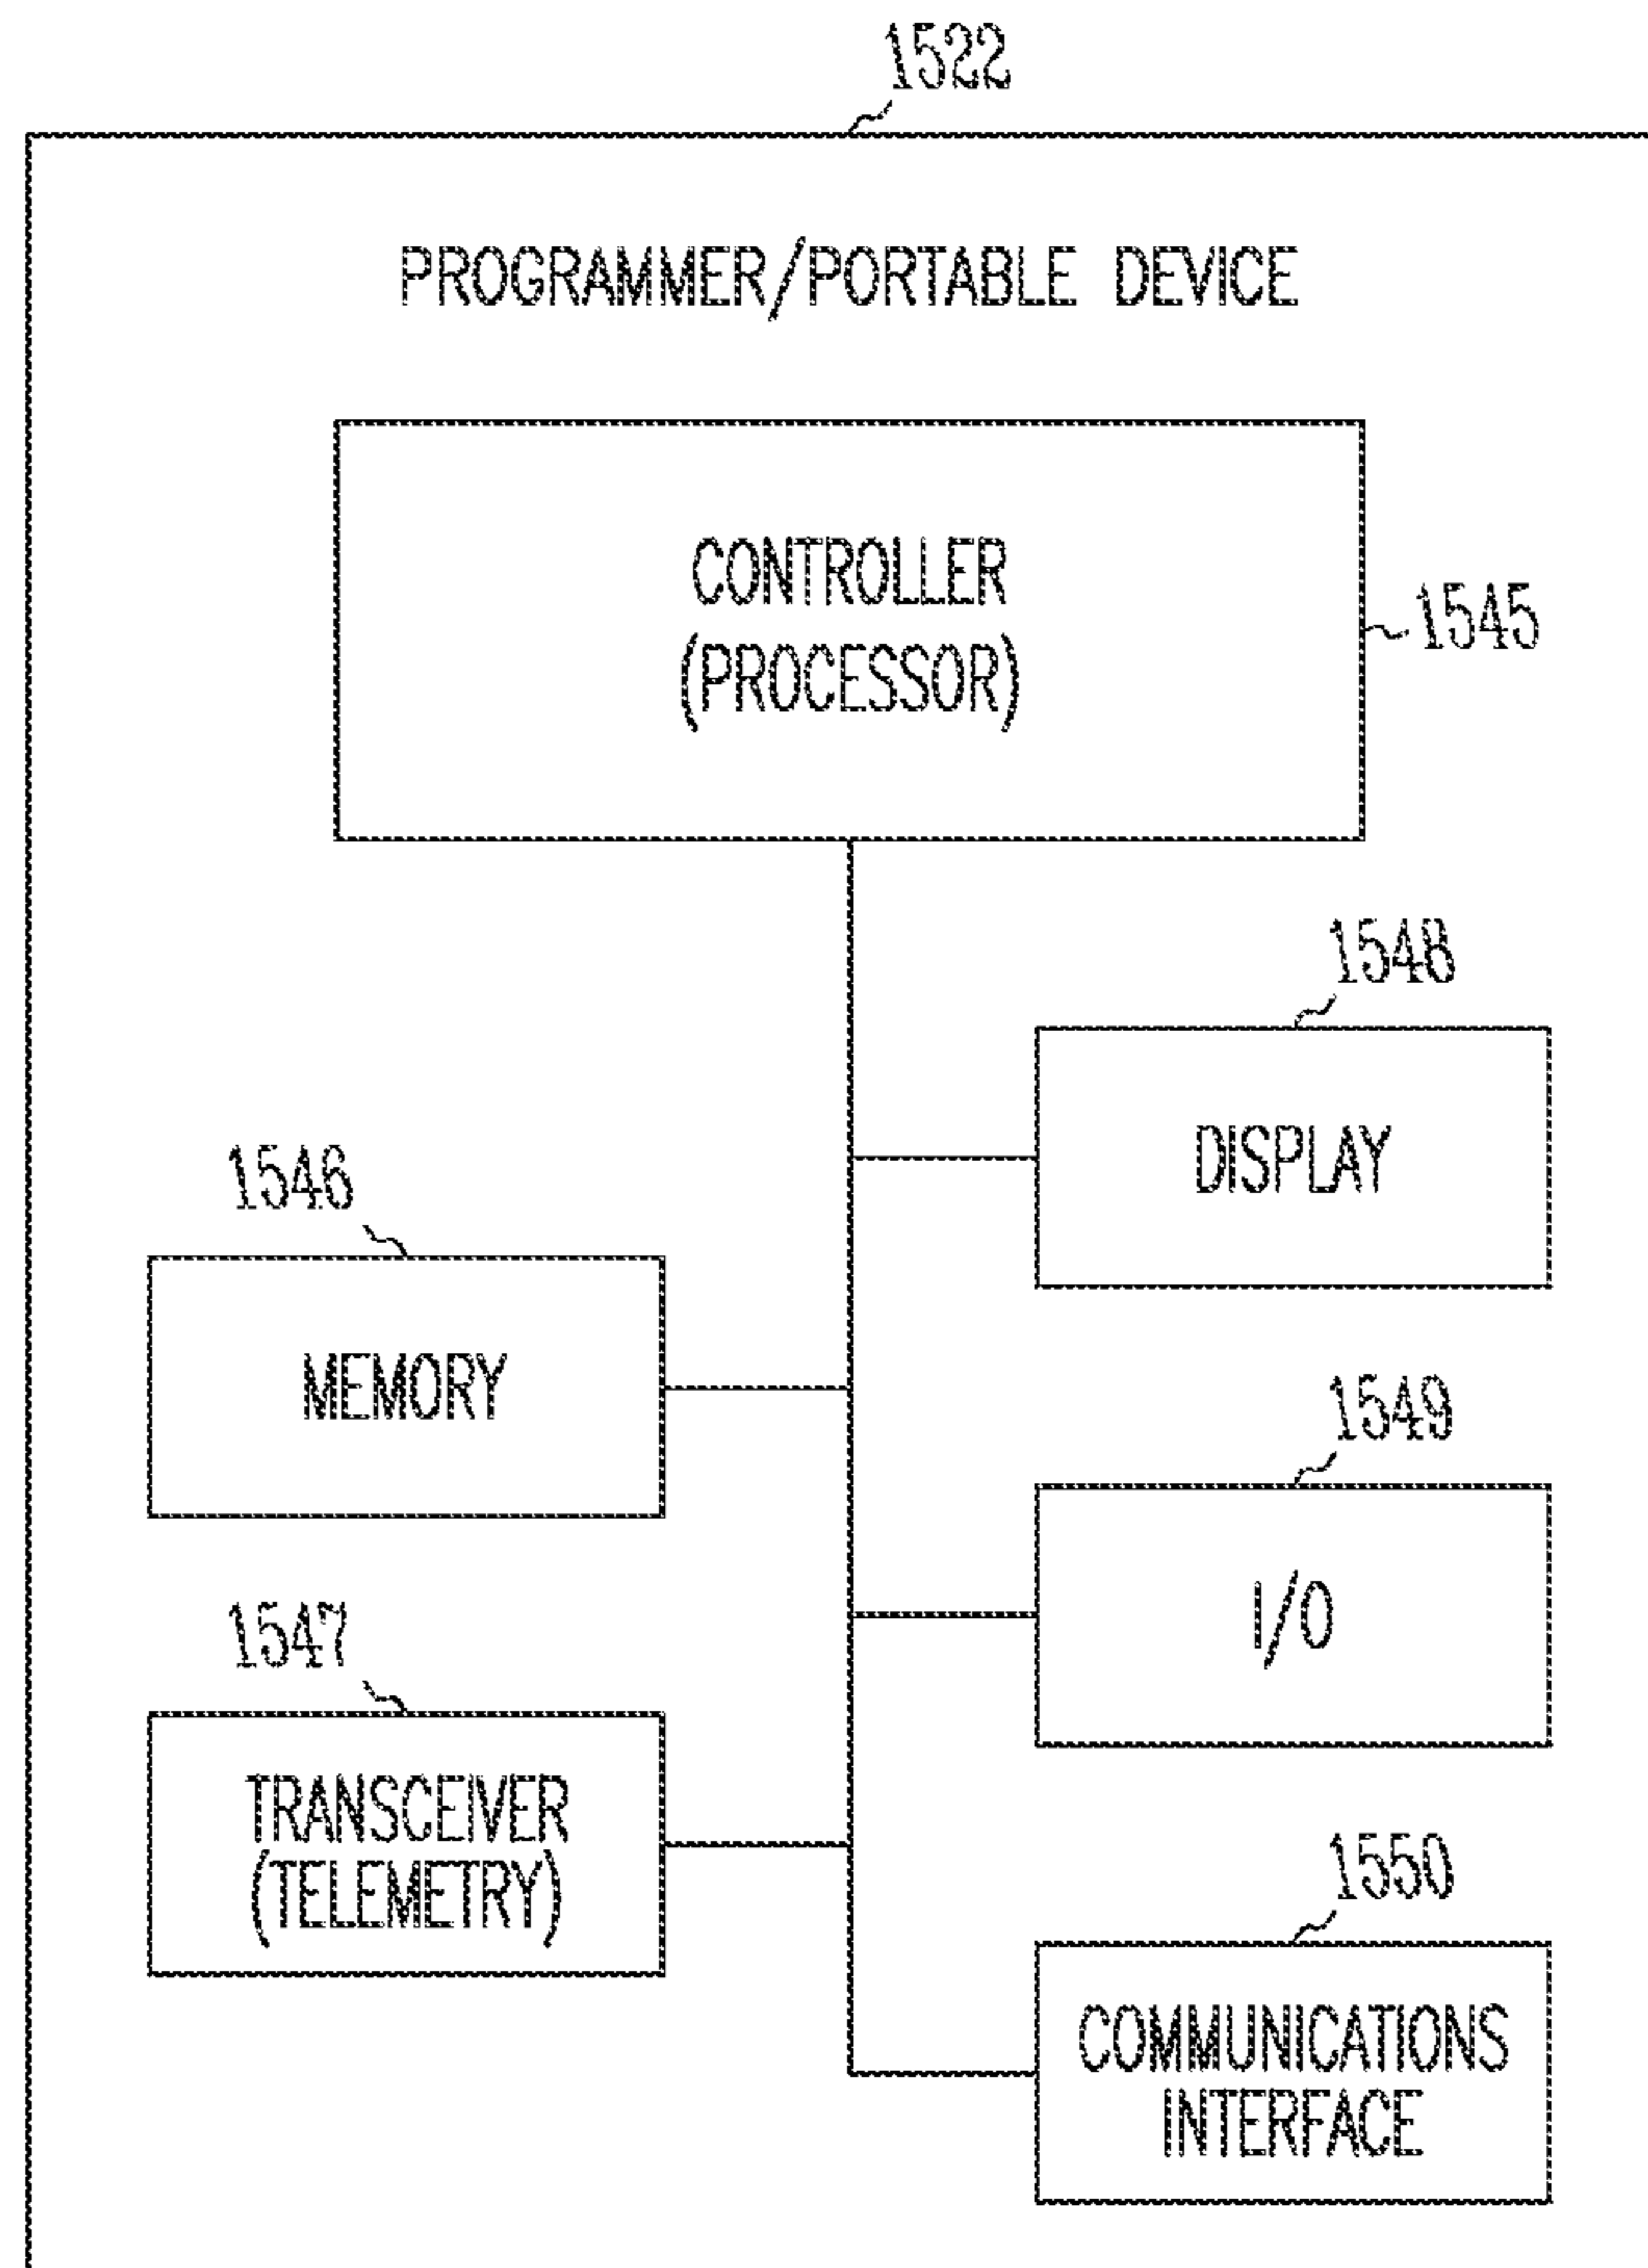 1522
PROGRAMMER/PORTABLE DEVICE
CONTROLLER
(PROCESSOR)
1545
1548
DISPLAY
1546
MEMORY
1549
I/O
1547
TRANSCEIVER
(TELEMETRY)
1550
COMMUNICATIONS
INTERFACE